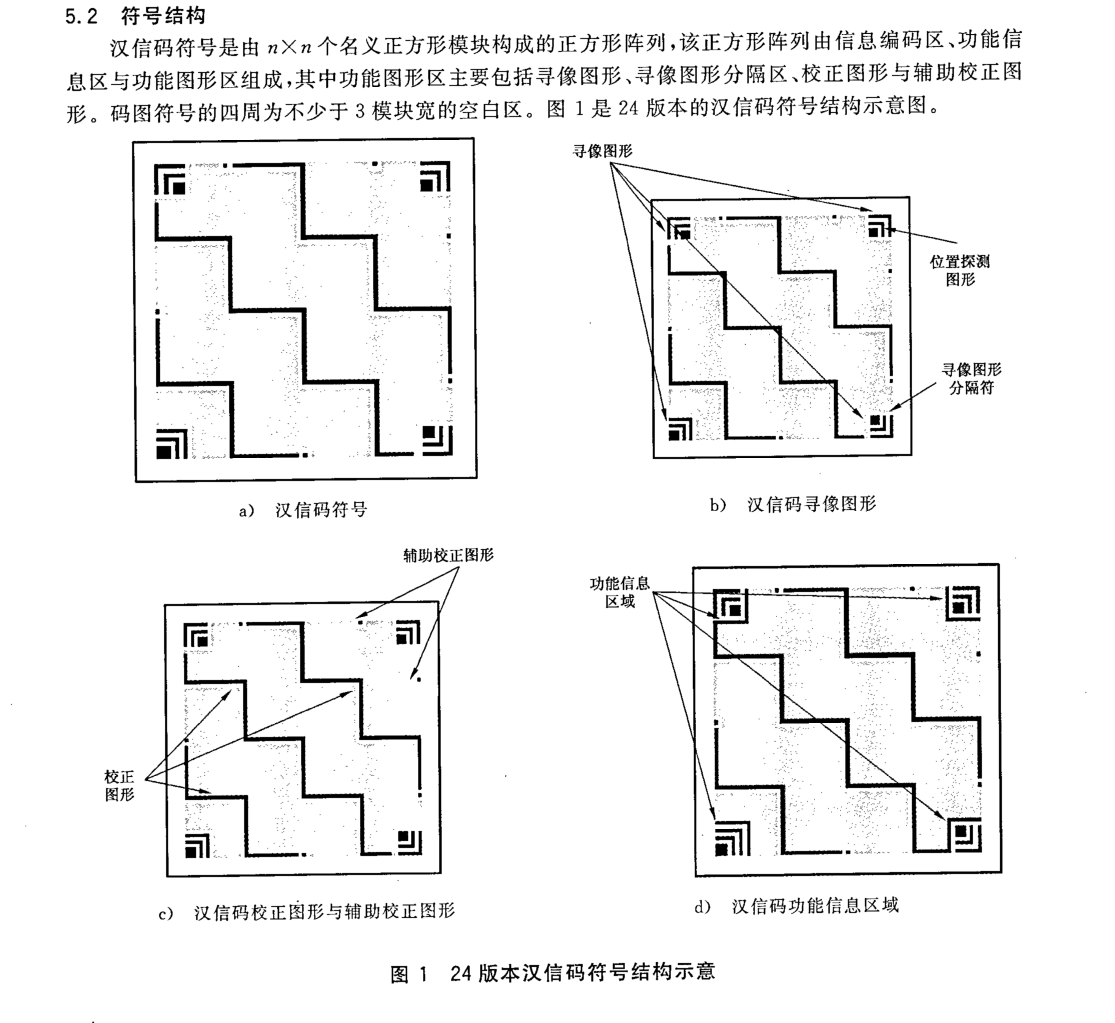 5.2 符号结构
汉信码符号是由 n×n 个名义正方形模块构成的正方形阵列,该正方形阵列由信息编码区、功能信
息区与功能图形区组成,其中功能图形区主要包括寻像图形、寻像图形分隔区、校正图形与辅助校正图
形。码图符号的四周为不少于 3 模块宽的空白区。图 1 是 24 版本的汉信码符号结构示意图。
寻像图形
位置探测
图形
寻像图形
分隔符
a) 汉信码符号
b) 汉信码寻像图形
辅助校正图形
校正
图形
功能信息
区域
c) 汉信码校正图形与辅助校正图形
d) 汉信码功能信息区域
图 1 24 版本汉信码符号结构示意